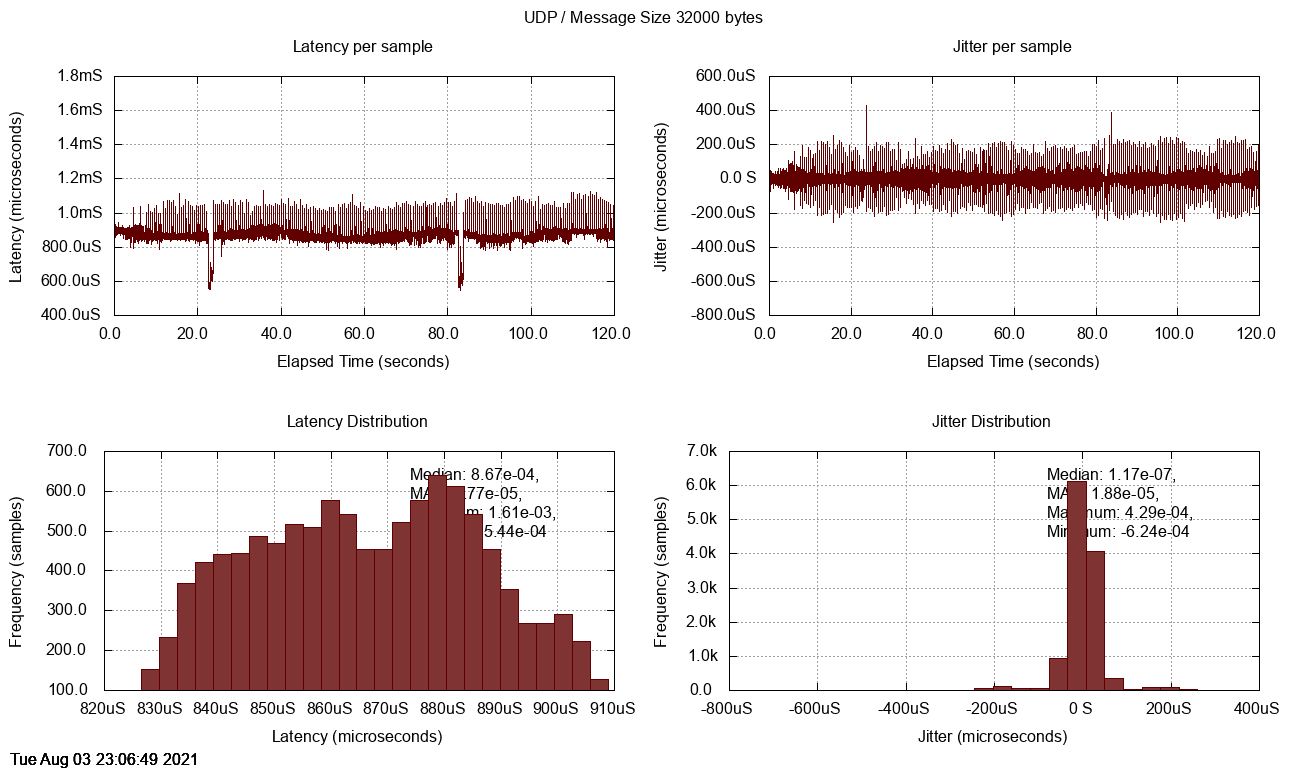 UDP / Message Size 32000 bytes
Latency per sample
1.8mS
1.6mS
1.4mS
1.2mS
1.0mS
800.0uS
600.0uS
400.0uS
0.0
20.0
40.0
60.0
80.0
100.0
120.0
Latency (microseconds)
Elapsed Time (seconds)
Jitter per sample
600.0uS
400.0uS
200.0uS
0.0 S
-200.0uS
-400.0uS
-600.0uS
-800.0uS
0.0
20.0
40.0
60.0
80.0
100.0
120.0
Jitter (microseconds)
Elapsed Time (seconds)
Latency Distribution
700.0
600.0
500.0
400.0
300.0
200.0
100.0
820uS
830uS
840uS
850uS
860uS
870uS
880uS
890uS
900uS
910uS
Frequency (samples)
Latency (microseconds)
Median: 8.67e-04,
1.61e-03,
5.44e-04
Jitter Distribution
7.0k
6.0k
5.0k
4.0k
3.0k
2.0k
1.0k
0.0
-800uS
-600uS
-400uS
-200uS
0 S
200uS
400uS
Frequency (samples)
Jitter (microseconds)
Median: 1.17e-07,
1.88e-05,
Maximum: 4.29e-04,
Minimum: -6.24e-04
Tue Aug 03 23:06:49 2021